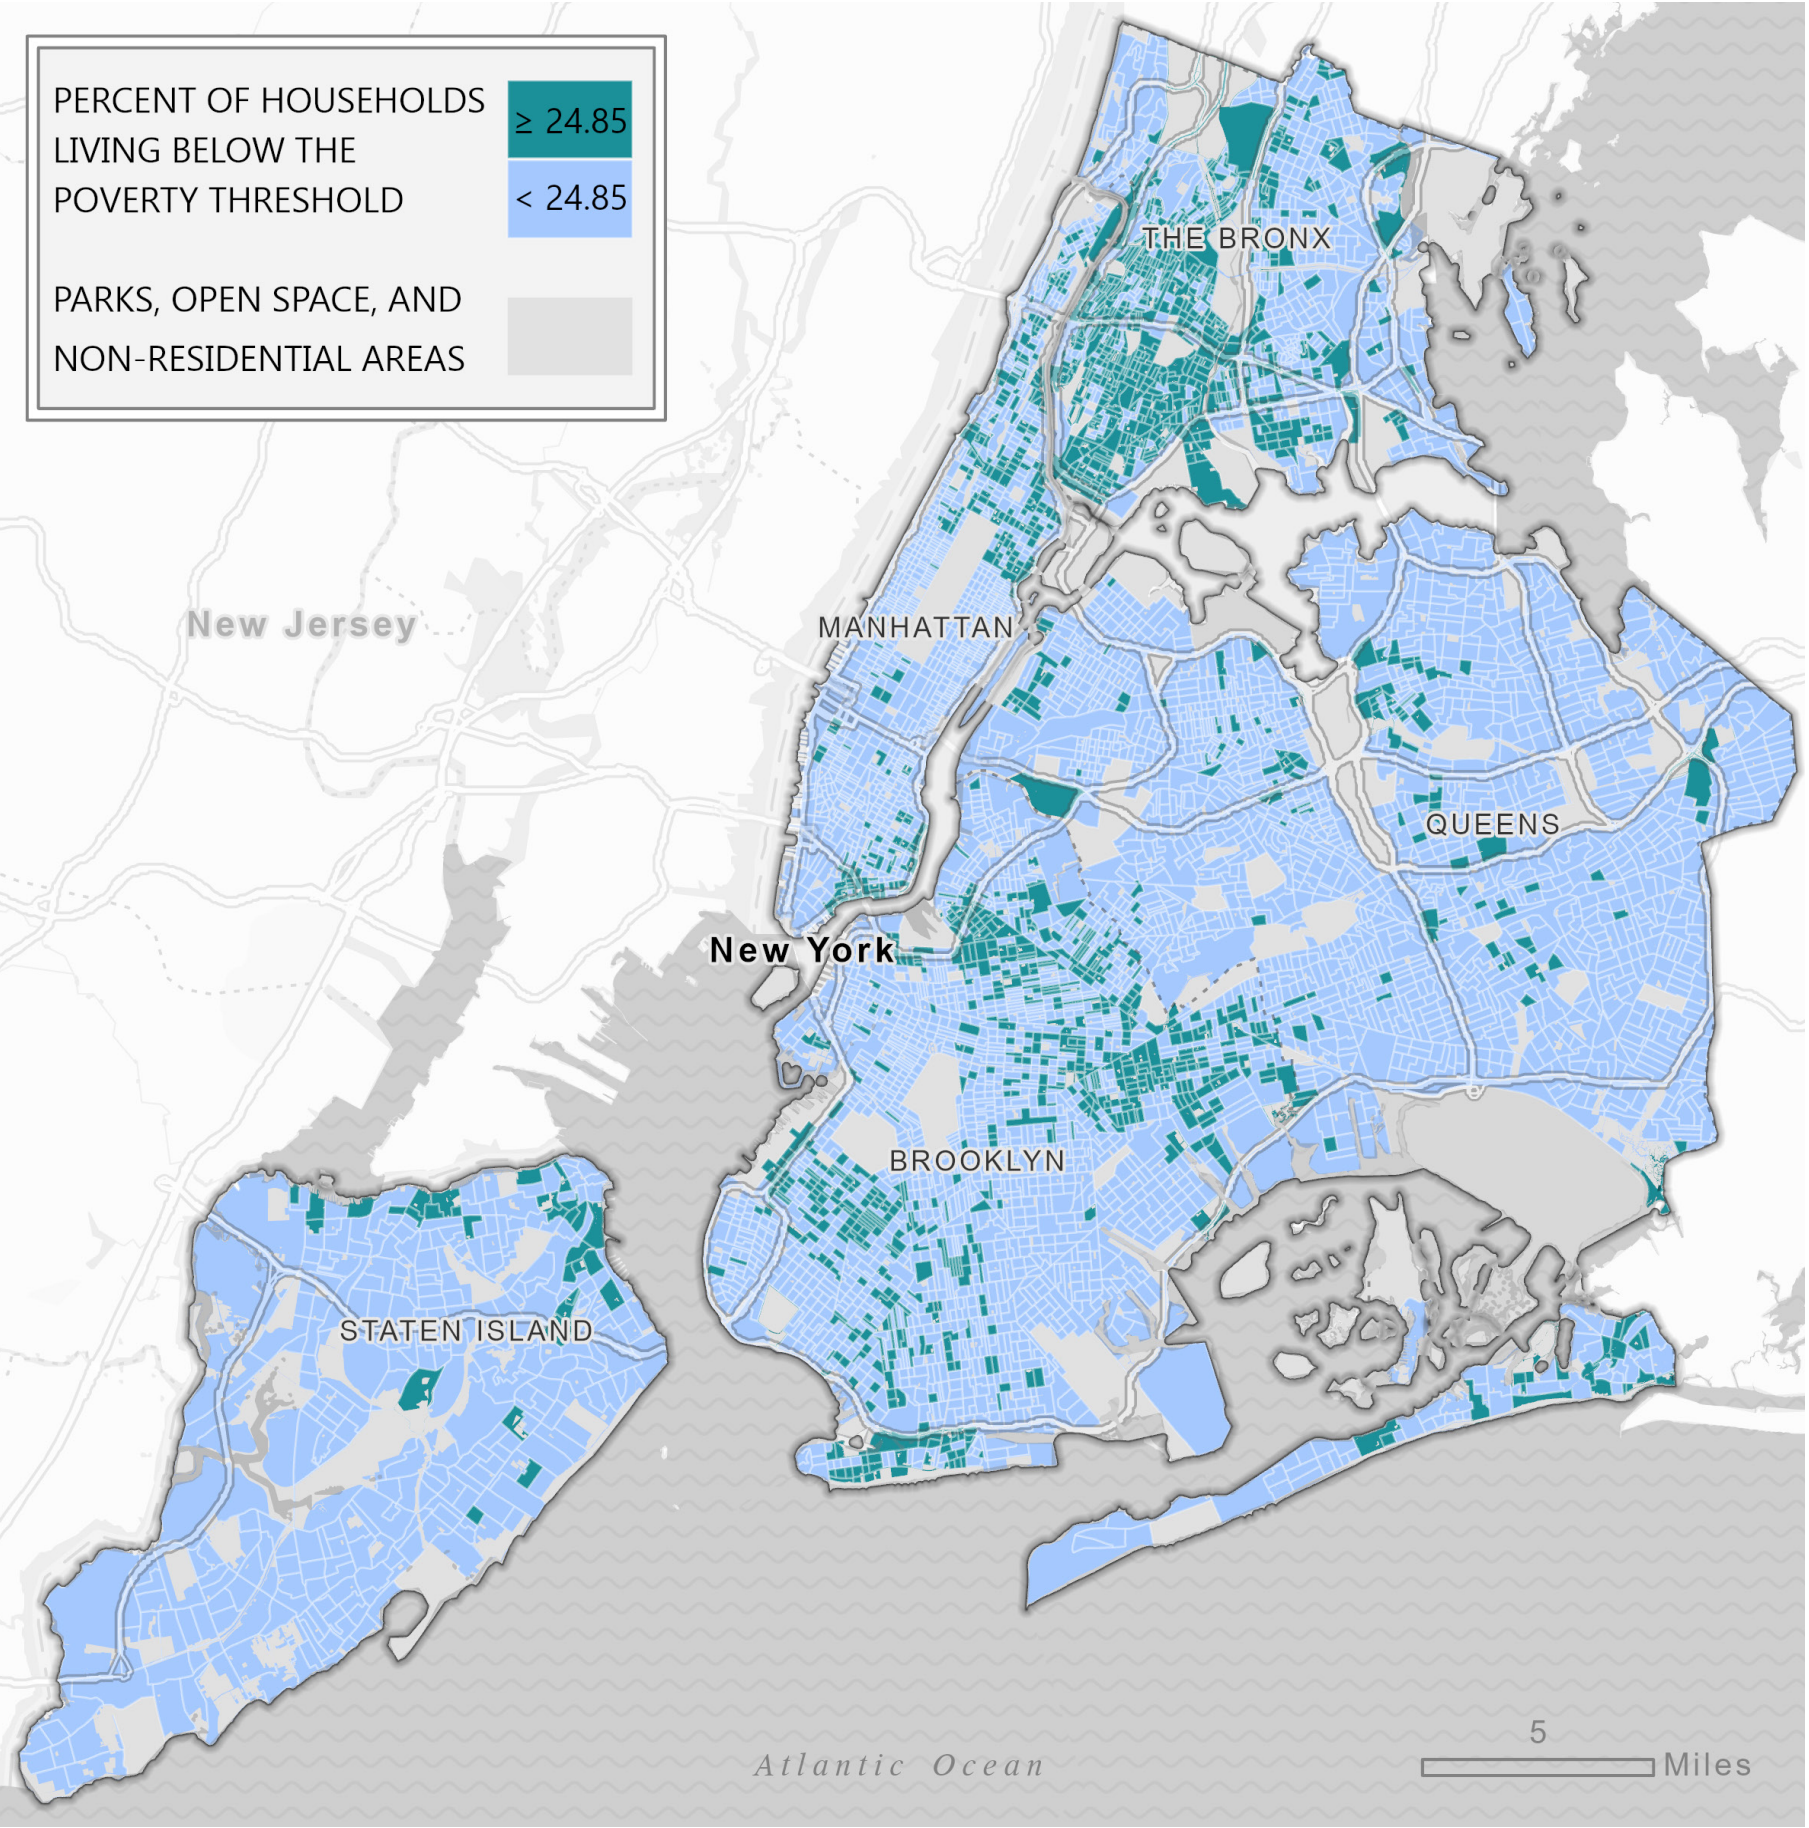 PERCENT OF HOUSEHOLDS
LIVING BELOW THE
POVERTY THRESHOLD
≥ 24.85
< 24.85
PARKS, OPEN SPACE, AND
NON-RESIDENTIAL AREAS
THE BRONX
New Jersey
MANHATTAN
QUEENS
New York
BROOKLYN
STATEN ISLAND
5
Atlantic Ocean
Miles